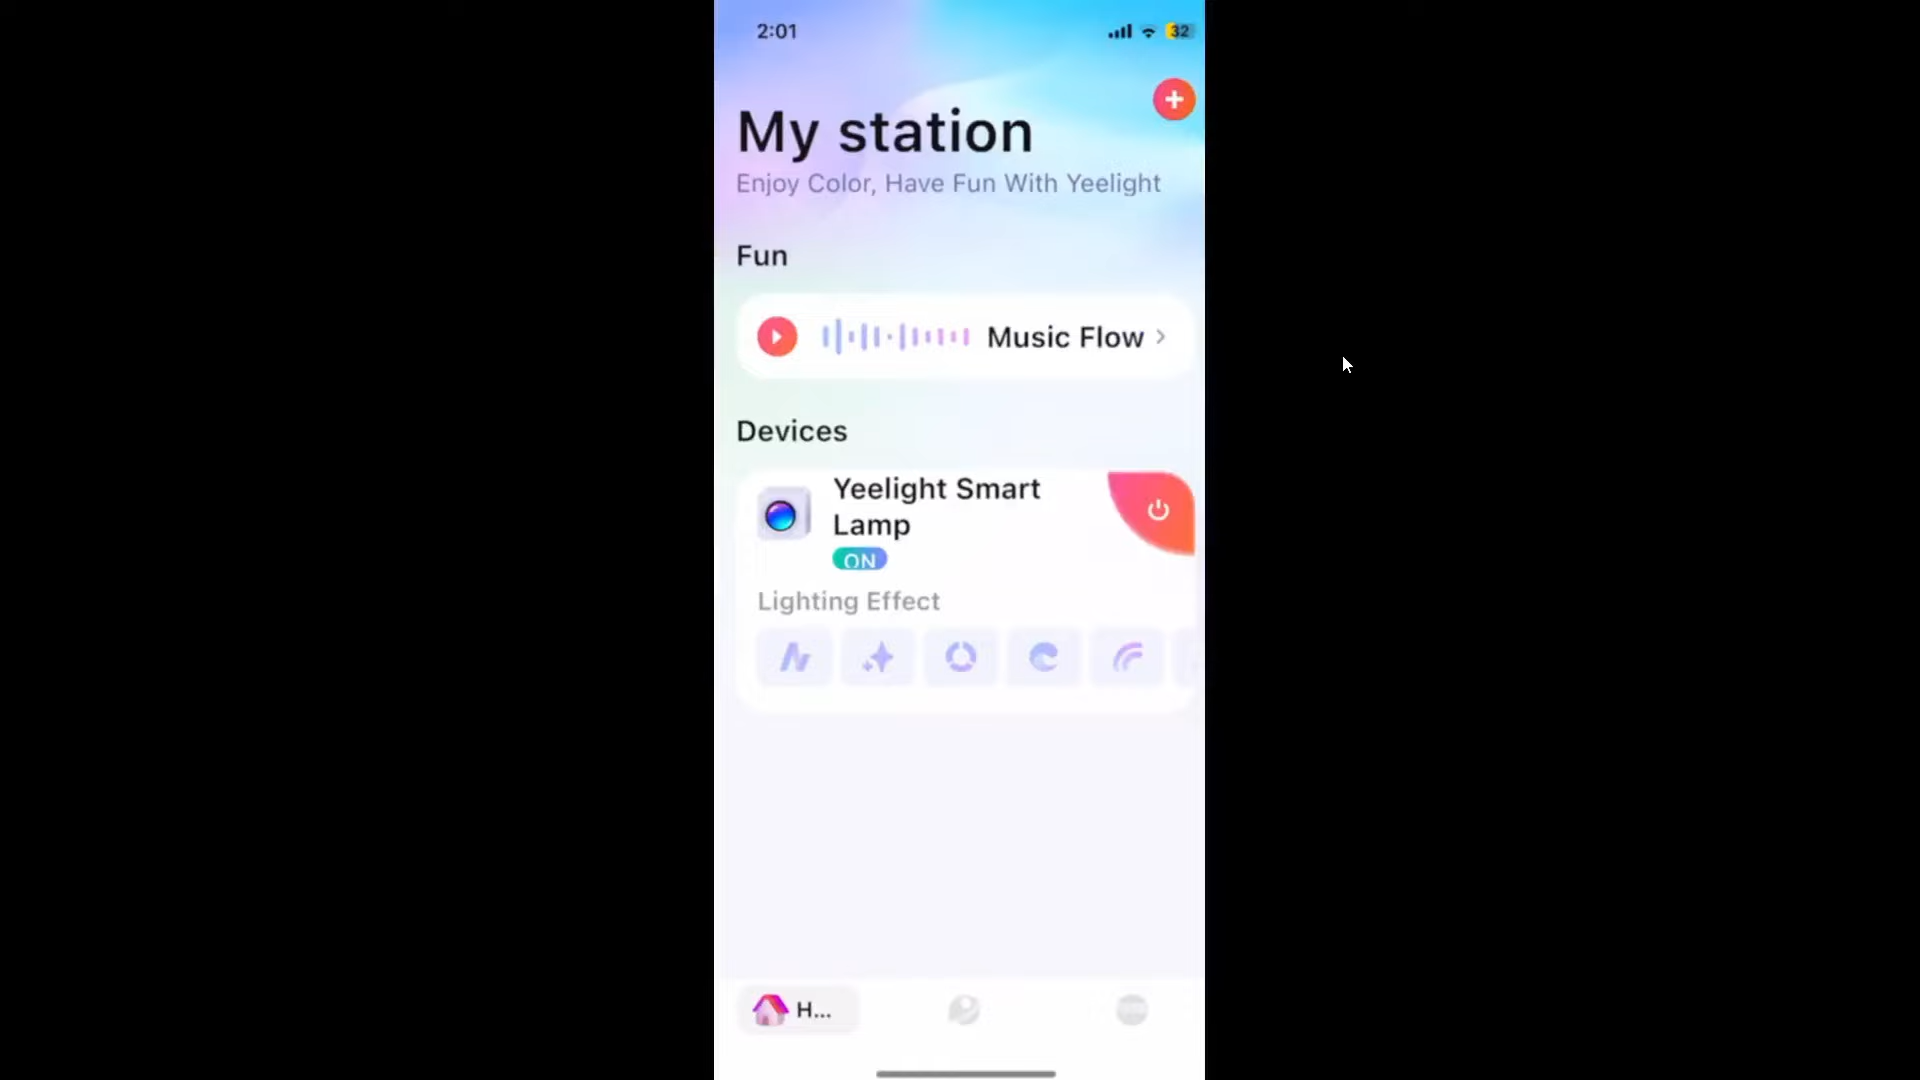 2:01
32
My station
Enjoy Color, Have Fun With Yeelight
Fun
Music Flow
Devices
Yeelight Smart
Lamp
ON
Lighting Effect
H...